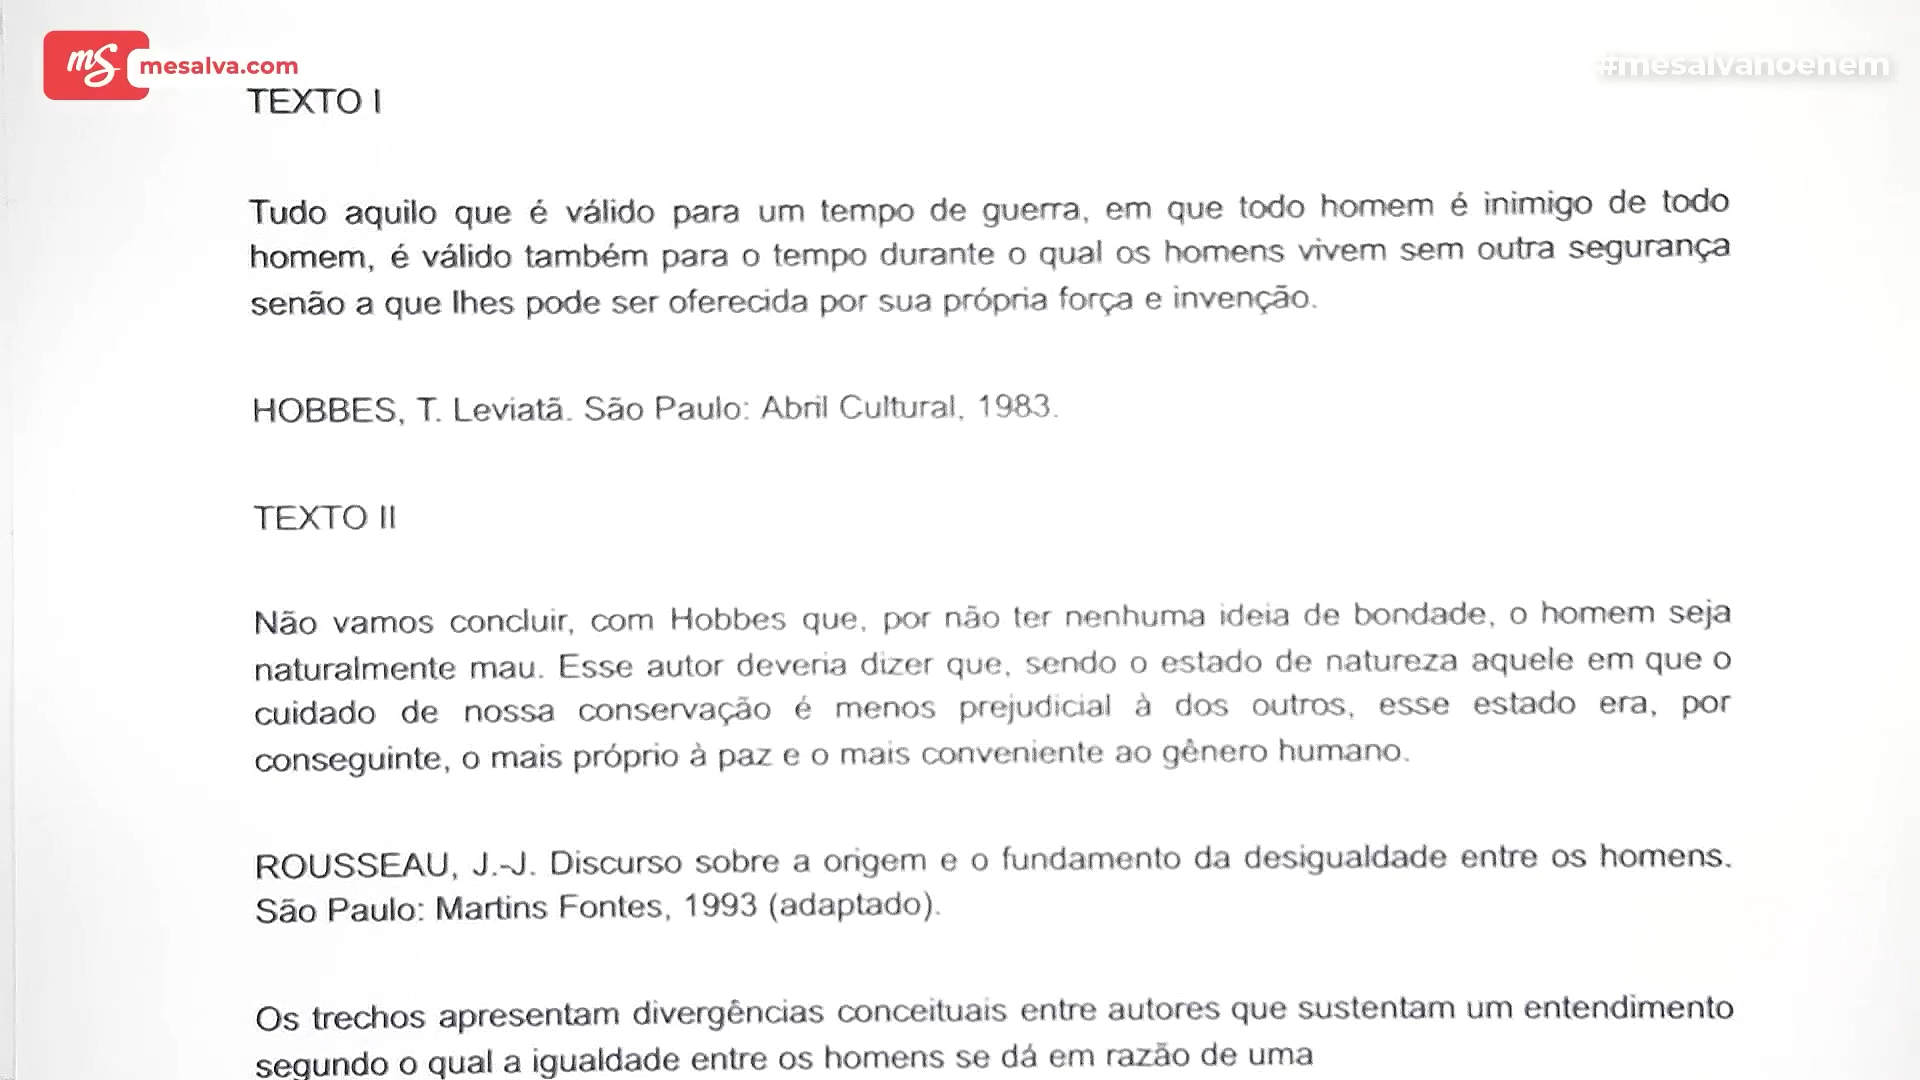 mS
mesalva.com
#mesalvanoenem
TEXTO I
Tudo aquilo que é válido para um tempo de guerra, em que todo homem é inimigo de todo
homem, é válido também para o tempo durante o qual os homens vivem sem outra segurança
senão a que lhes pode ser oferecida por sua própria força e invenção.
HOBBES, T. Leviatã. São Paulo: Abril Cultural, 1983.
TEXTO II
Não vamos concluir, com Hobbes que, por não ter nenhuma ideia de bondade, o homem seja
naturalmente mau. Esse autor deveria dizer que, sendo o estado de natureza aquele em que o
cuidado de nossa conservação é menos prejudicial à dos outros, esse estado era, por
conseguinte, o mais próprio à paz e o mais conveniente ao gênero humano.
ROUSSEAU, J.-J. Discurso sobre a origem e o fundamento da desigualdade entre os homens.
São Paulo: Martins Fontes, 1993 (adaptado).
Os trechos apresentam divergências conceituais entre autores que sustentam um entendimento
segundo o qual a igualdade entre os homens se dá em razão de uma